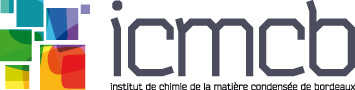 icmcb
institut de chimie de la matière condensée de bordeaux